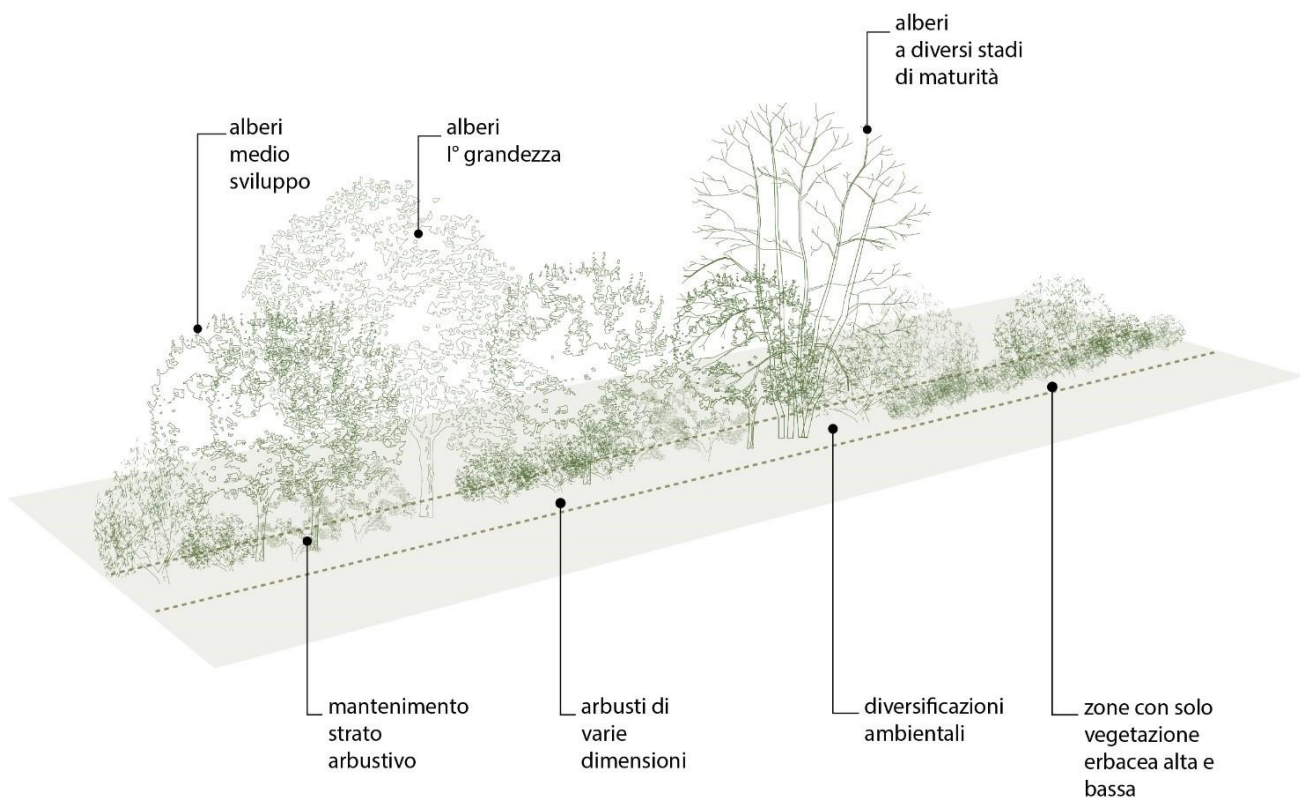 alberi
a diversi stadi
di maturità
alberi
medio
sviluppo
alberi
I° grandezza
mantenimento
strato
arbustivo
arbusti di
varie
dimensioni
diversificazioni
ambientali
zone con solo
vegetazione
erbacea alta e
bassa